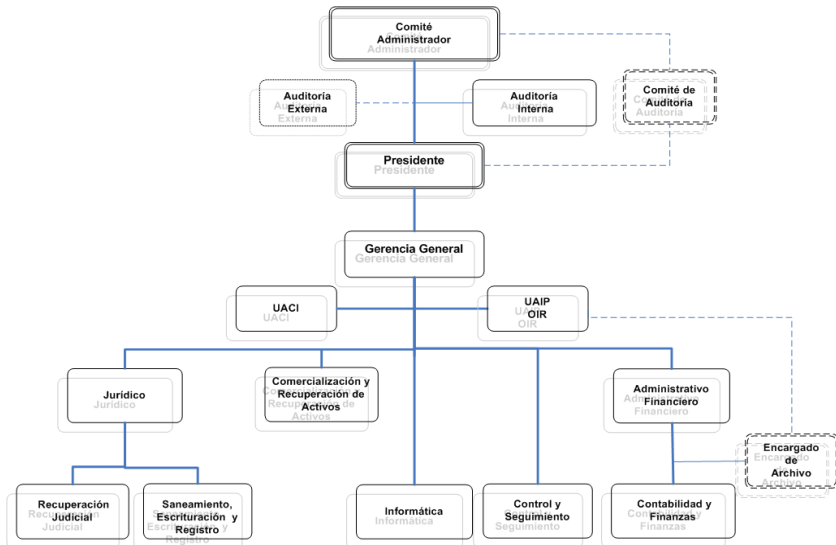 Comité
Administrador
Auditoría
Externa
Auditoría
Interna
Comité de
Auditoría
Presidente
Gerencia General
UACI
UAIP
OIR
Jurídico
Comercialización y
Recuperación de
Activos
Administrativo
Financiero
Encargado
de
Archivo
Recuperación
Judicial
Saneamiento,
Escrituración y
Registro
Informática
Control y
Seguimiento
Contabilidad y
Finanzas